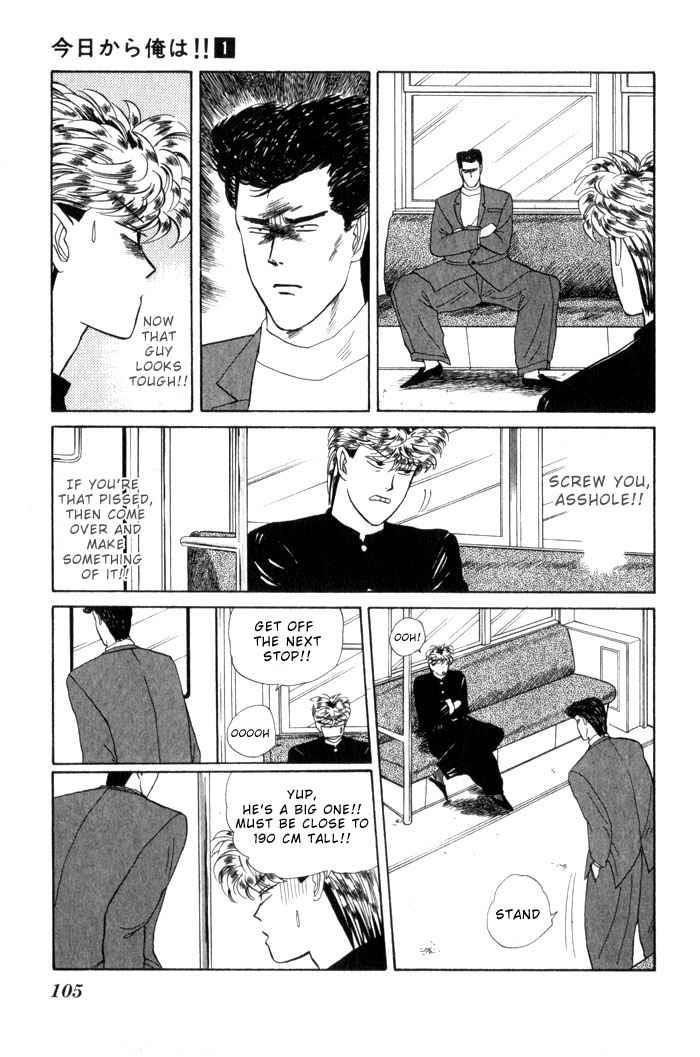 今日から俺は!! 1
NOW
THAT
GUY
LOOKS
TOUGH!!
SCREW YOU,
ASSHOLE!!
IF YOU'RE
THAT PISSED,
THEN COME
OVER AND
MAKE
SOMETHING
OF IT!!
OOH!
STAND
GET OFF
THE NEXT
STOP!!
OOOOH
YUP,
HE'S A BIG ONE!!
MUST BE CLOSE TO
190 CM TALL!!
105